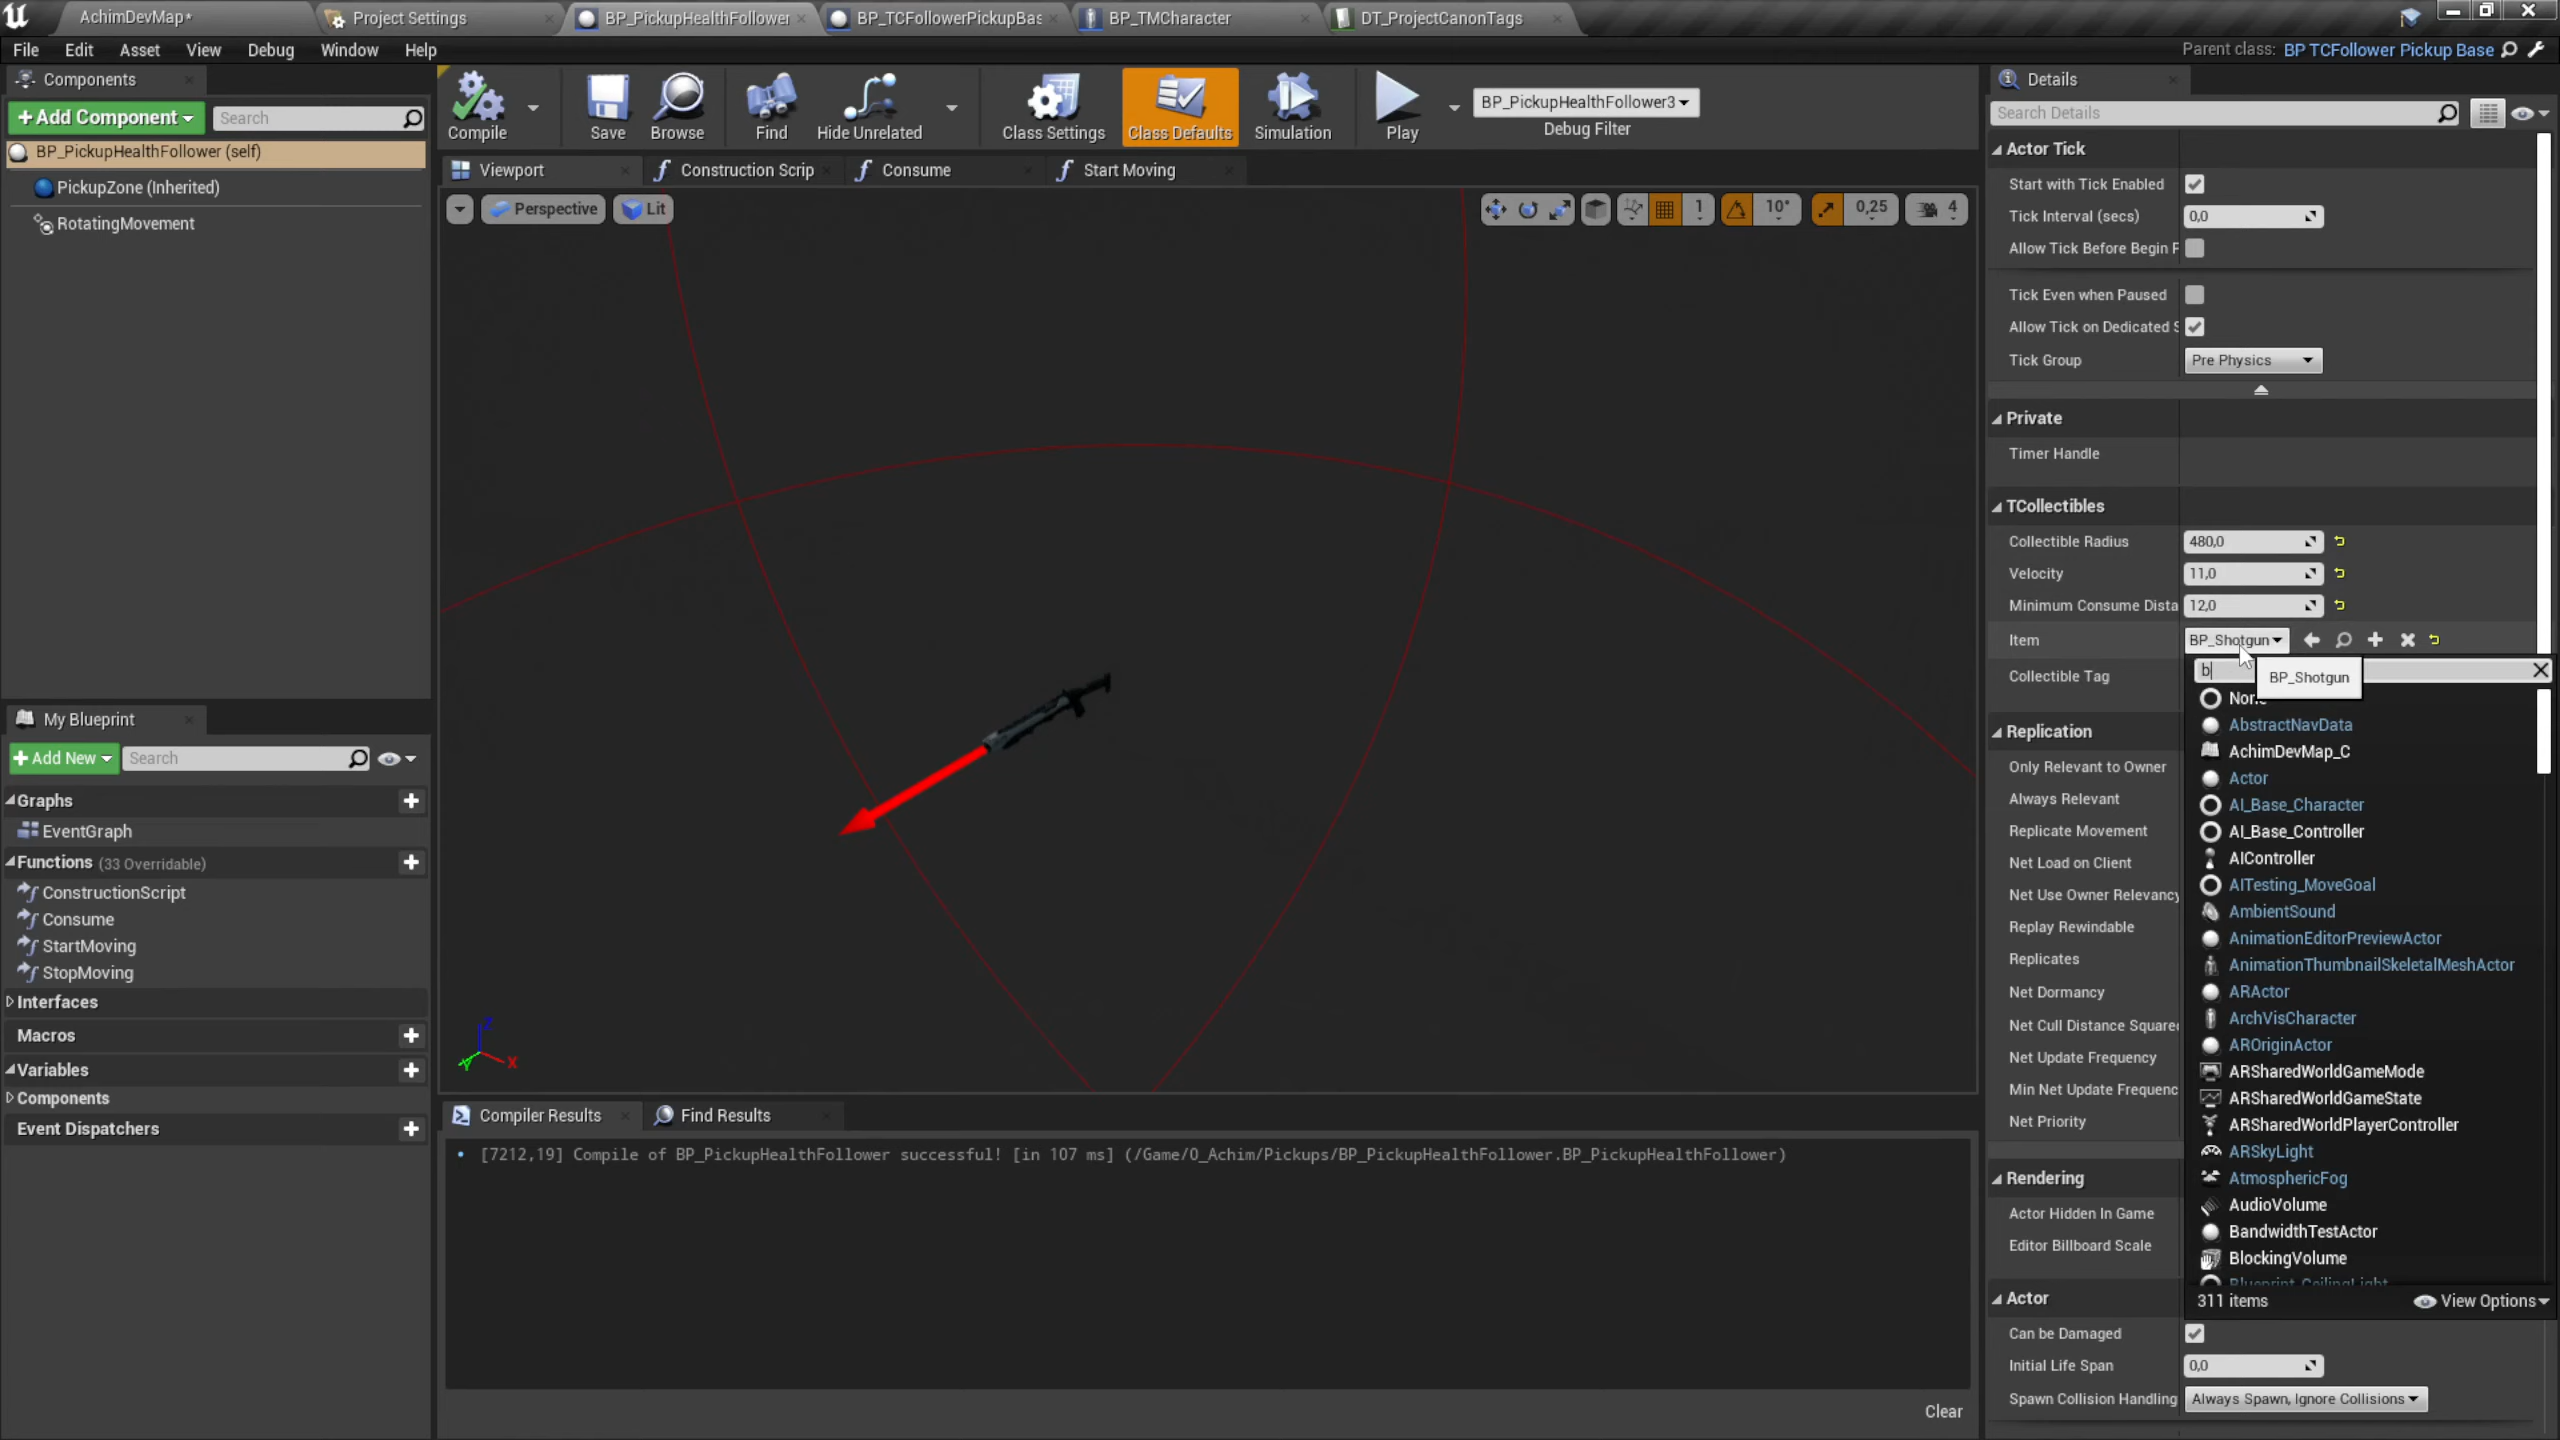 AchimDevMap*
Project Settings
BP_PickupHealthFollower
BP_TCFollowerPickupBas
BP_TMCharacter
DT_ProjectCanonTags
File Edit Asset View Debug Window Help
Parent class: BP TCFollower Pickup Base
Components
+Add Component
Search
BP_PickupHealthFollower (self)
PickupZone (Inherited)
RotatingMovement
Compile
Save
Browse
Find
Hide Unrelated
Class Settings
Class Defaults
Simulation
Play
BP_PickupHealthFollower3
Debug Filter
Viewport
Construction Scrip
Consume
Start Moving
Perspective
Lit
1
10°
0,25
4
Z
X
Y
My Blueprint
+Add New
Search
Graphs
EventGraph
Functions (33 Overridable)
ConstructionScript
Consume
StartMoving
StopMoving
Interfaces
Macros
Variables
Components
Event Dispatchers
Compiler Results
Find Results
[7212,19] Compile of BP_PickupHealthFollower successful! [in 107 ms] (/Game/0_Achim/Pickups/BP_PickupHealthFollower.BP_PickupHealthFollower)
Clear
Details
Search Details
Actor Tick
Start with Tick Enabled
Tick Interval (secs) 0,0
Allow Tick Before Begin P
Tick Even when Paused
Allow Tick on Dedicated S
Tick Group Pre Physics
Private
Timer Handle
TCollectibles
Collectible Radius 480,0
Velocity 11,0
Minimum Consume Dista 12,0
Item BP_Shotgun
Collectible Tag
Replication
Only Relevant to Owner
Always Relevant
Replicate Movement
Net Load on Client
Net Use Owner Relevancy
Replay Rewindable
Replicates
Net Dormancy
Net Cull Distance Squared
Net Update Frequency
Min Net Update Frequenc
Net Priority
Rendering
Actor Hidden In Game
Editor Billboard Scale
Actor
Can be Damaged
Initial Life Span 0,0
Spawn Collision Handling Always Spawn, Ignore Collisions
b
BP_Shotgun
None
AbstractNavData
AchimDevMap_C
Actor
AI_Base_Character
AI_Base_Controller
AIController
AITesting_MoveGoal
AmbientSound
AnimationEditorPreviewActor
AnimationThumbnailSkeletalMeshActor
ARActor
ArchVisCharacter
AROriginActor
ARSharedWorldGameMode
ARSharedWorldGameState
ARSharedWorldPlayerController
ARSkyLight
AtmosphericFog
AudioVolume
BandwidthTestActor
BlockingVolume
Blueprint_CeilingLight
311 items
View Options